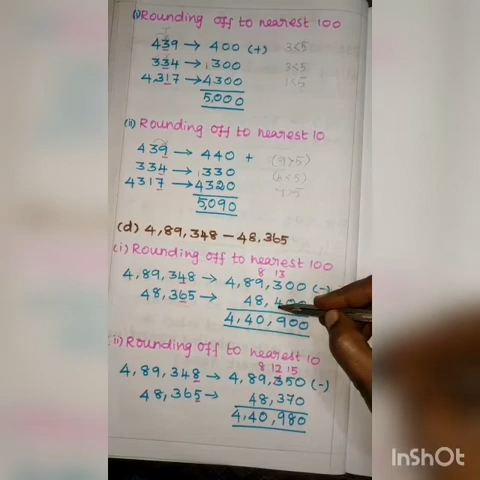 (i) Rounding off to nearest 100
439 → 400 (+) 3<5
334 → 300 3<5
4,317 → 4300 1<5
5,000
(ii) Rounding off to nearest 10
439 → 440 + (9>5)
334 → 330 (4<5)
4317 → 4320 7>5
5,090
(d) 4,89,348 – 48,365
(i) Rounding off to nearest 100
8 13
4,89,348 → 4,89,300 (-)
48,365 → 48,400
4,40,900
(ii) Rounding off to nearest 10
8 12 15
4,89,348 → 4,89,350 (-)
48,365 → 48,370
4,40,980
InShOt